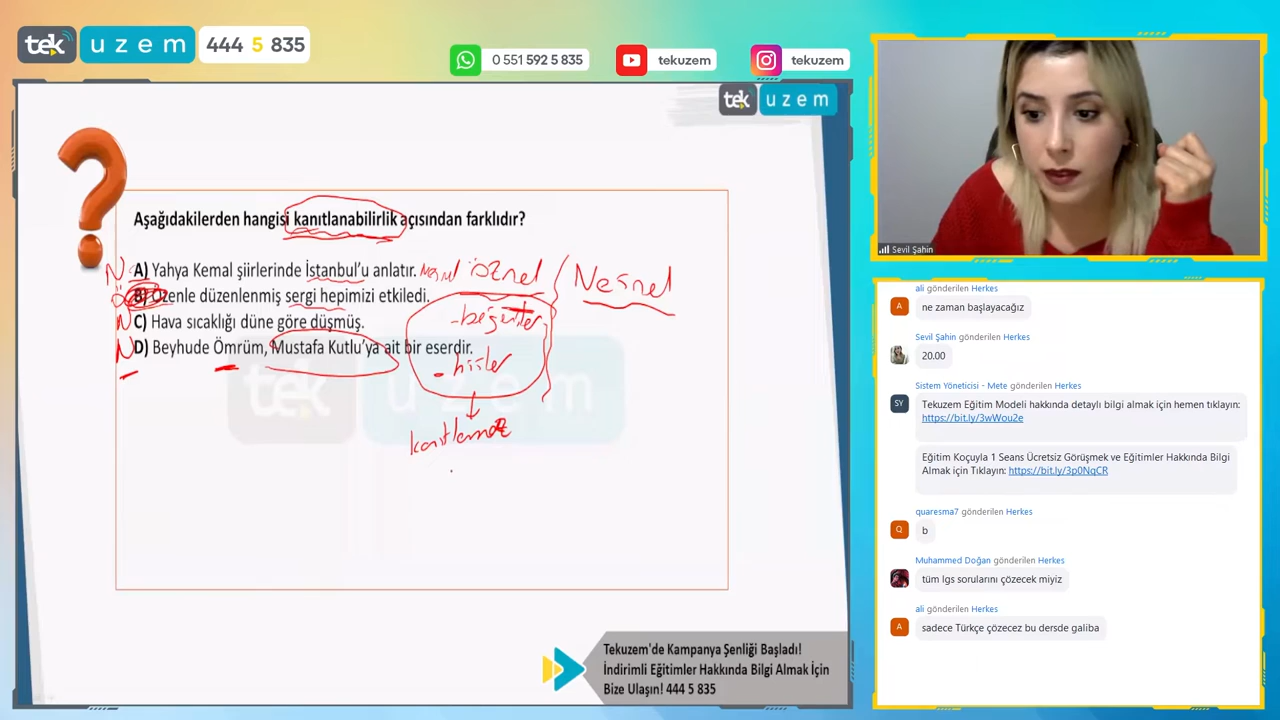 tek
uzem
444 5 835
0 551 592 5 835
tekuzem
tekuzem
tek uzem
Aşağıdakilerden hangisi kanıtlanabilirlik açısından farklıdır?
N A) Yahya Kemal şiirlerinde İstanbul'u anlatır. öznel Nesnel
Ö B) Özenle düzenlenmiş sergi hepimizi etkiledi.
N C) Hava sıcaklığı düne göre düşmüş. - beğeniler
N D) Beyhude Ömrüm, Mustafa Kutlu'ya ait bir eserdir.
- hisler
tek uzem
kanıtlamaz
Tekuzem'de Kampanya Şenliği Başladı!
İndirimli Eğitimler Hakkında Bilgi Almak İçin
Bize Ulaşın! 444 5 835
Sevil Şahin
ali gönderilen Herkes
A
ne zaman başlayacağız
Sevil Şahin gönderilen Herkes
20.00
Sistem Yöneticisi - Mete gönderilen Herkes
SY
Tekuzem Eğitim Modeli hakkında detaylı bilgi almak için hemen tıklayın:
https://bit.ly/3wWou2e
Eğitim Koçuyla 1 Seans Ücretsiz Görüşmek ve Eğitimler Hakkında Bilgi
Almak için Tıklayın: https://bit.ly/3p0NqCR
quaresma7 gönderilen Herkes
Q
b
Muhammed Doğan gönderilen Herkes
tüm lgs sorularını çözecek miyiz
ali gönderilen Herkes
A
sadece Türkçe çözecez bu dersde galiba